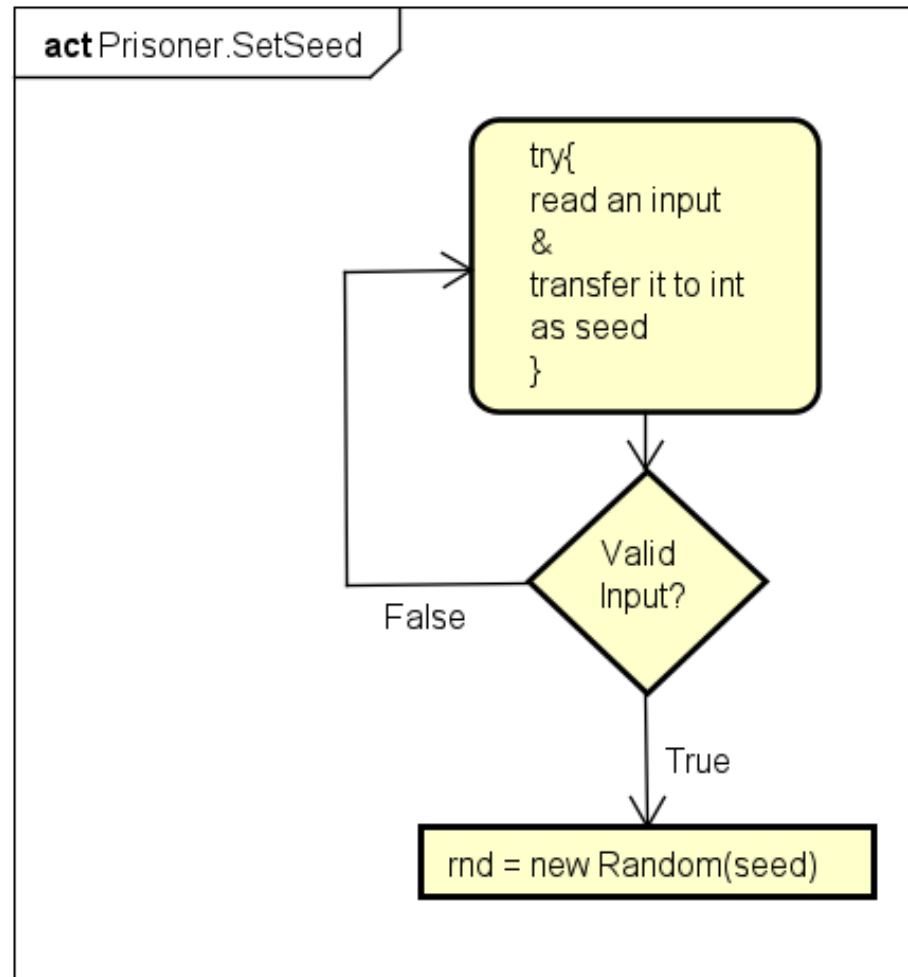 act Prisoner.SetSeed
try{
read an input
&
transfer it to int
as seed
}
Valid
Input?
False
True
rnd = new Random(seed)